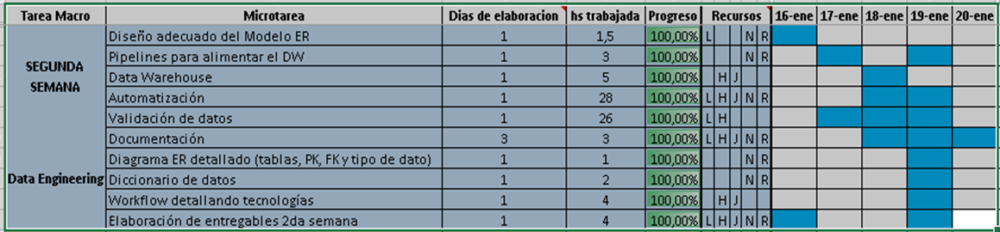 Tarea Macro Microtarea Dias de elaboracion hs trabajada Progreso Recursos 16-ene 17-ene 18-ene 19-ene 20-ene
SEGUNDA SEMANA
Data Engineering
Diseño adecuado del Modelo ER 1 1,5 100,00% L N R
Pipelines para alimentar el DW 1 3 100,00% N R
Data Warehouse 1 5 100,00% H J
Automatización 1 28 100,00% L H J N R
Validación de datos 1 26 100,00% L H
Documentación 3 3 100,00% L H J N R
Diagrama ER detallado (tablas, PK, FK y tipo de dato) 1 1 100,00% N R
Diccionario de datos 1 2 100,00% N R
Workflow detallando tecnologías 1 4 100,00% H J
Elaboración de entregables 2da semana 1 4 100,00% L H J N R